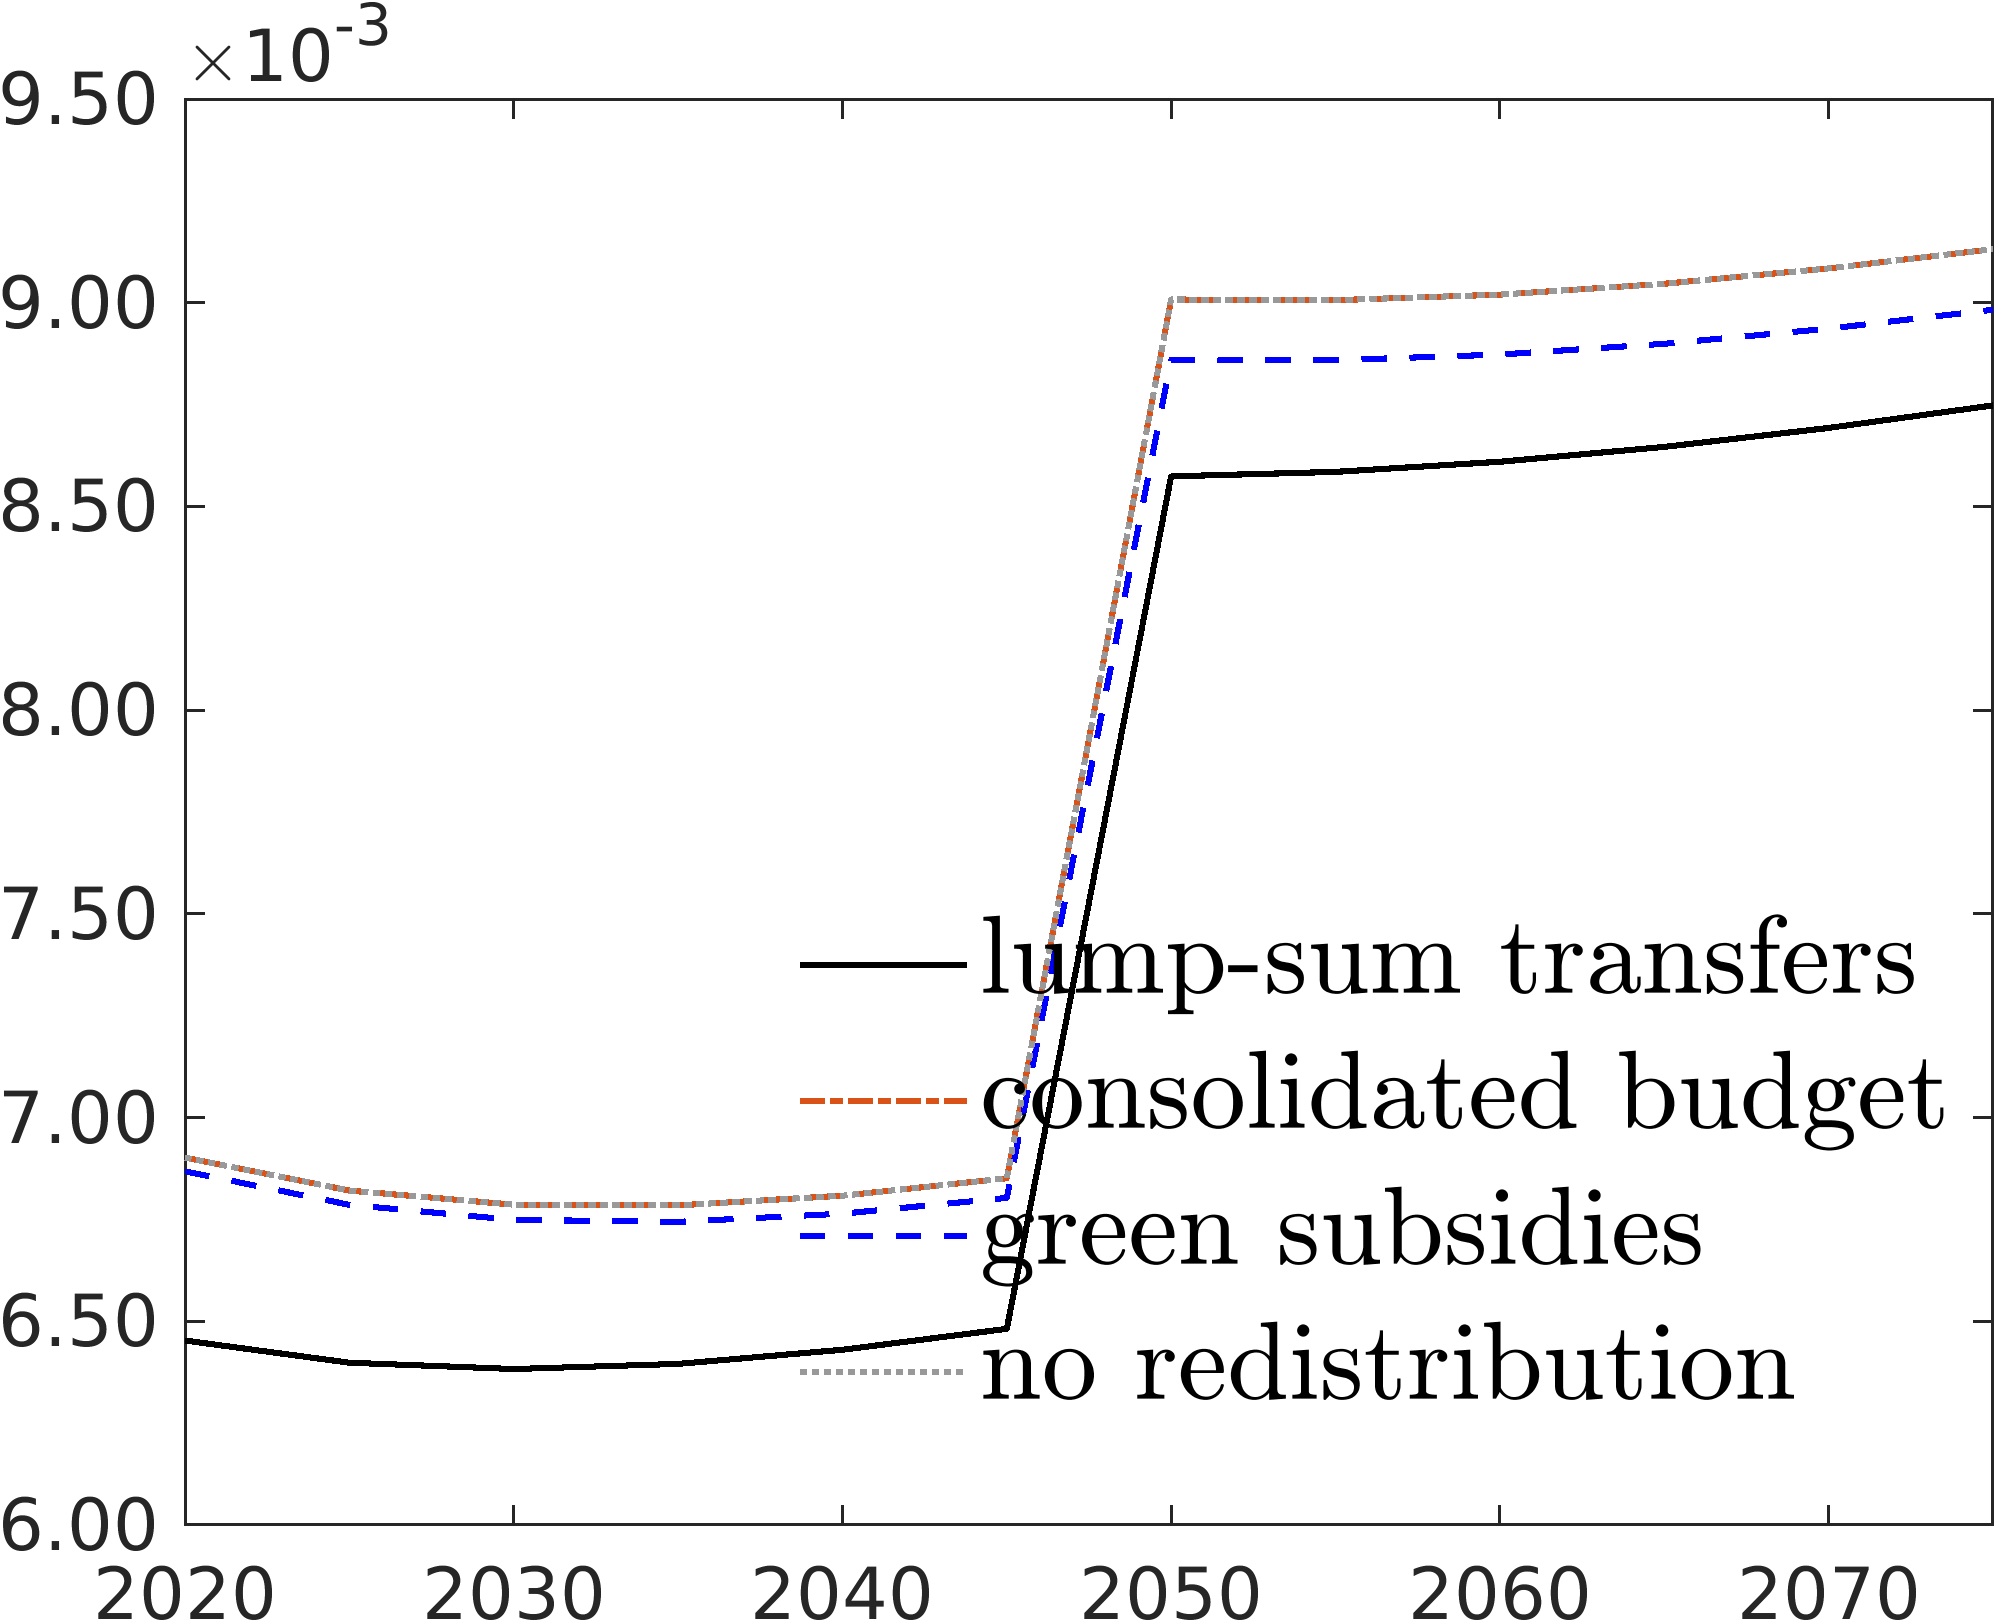 ×10-3
9.50
9.00
8.50
8.00
7.50
7.00
6.50
6.00
lump-sum transfers
consolidated budget
green subsidies
no redistribution
2020 2030 2040 2050 2060 2070